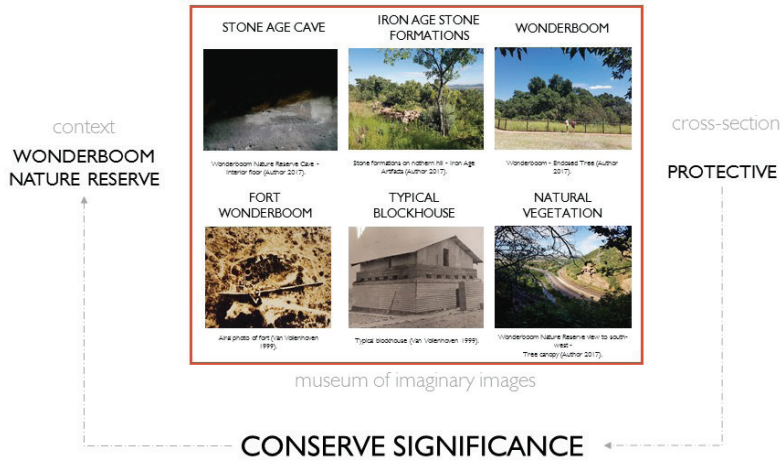 STONE AGE CAVE
IRON AGE STONE
FORMATIONS
WONDERBOOM
Wonderboom Nature Reserve Cave -
Interior floor (Author 2017).
Stone formations on nothern hill - Iron Age
Artifacts (Author 2017).
Wonderboom - Enclosed Tree (Author
2017).
context
WONDERBOOM
NATURE RESERVE
cross-section
PROTECTIVE
FORT
WONDERBOOM
TYPICAL
BLOCKHOUSE
NATURAL
VEGETATION
Airal photo of fort (Van Volenhoven
1999).
Typical blockhouse (Van Volenhoven 1999).
Wonderboom Nature Reserve view to south-
west -
Tree canopy (Author 2017).
museum of imaginary images
CONSERVE SIGNIFICANCE